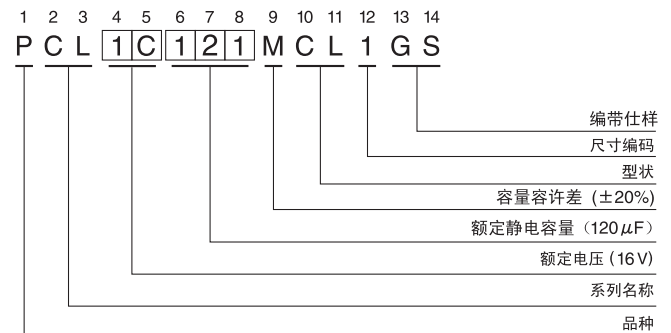 1 2 3 4 5 6 7 8 9 10 11 12 13 14
P C L 1 C 1 2 1 M C L 1 G S
编带仕样
尺寸编码
型状
容量容许差 (±20%)
额定静电容量（120μF）
额定电压 (16V)
系列名称
品种